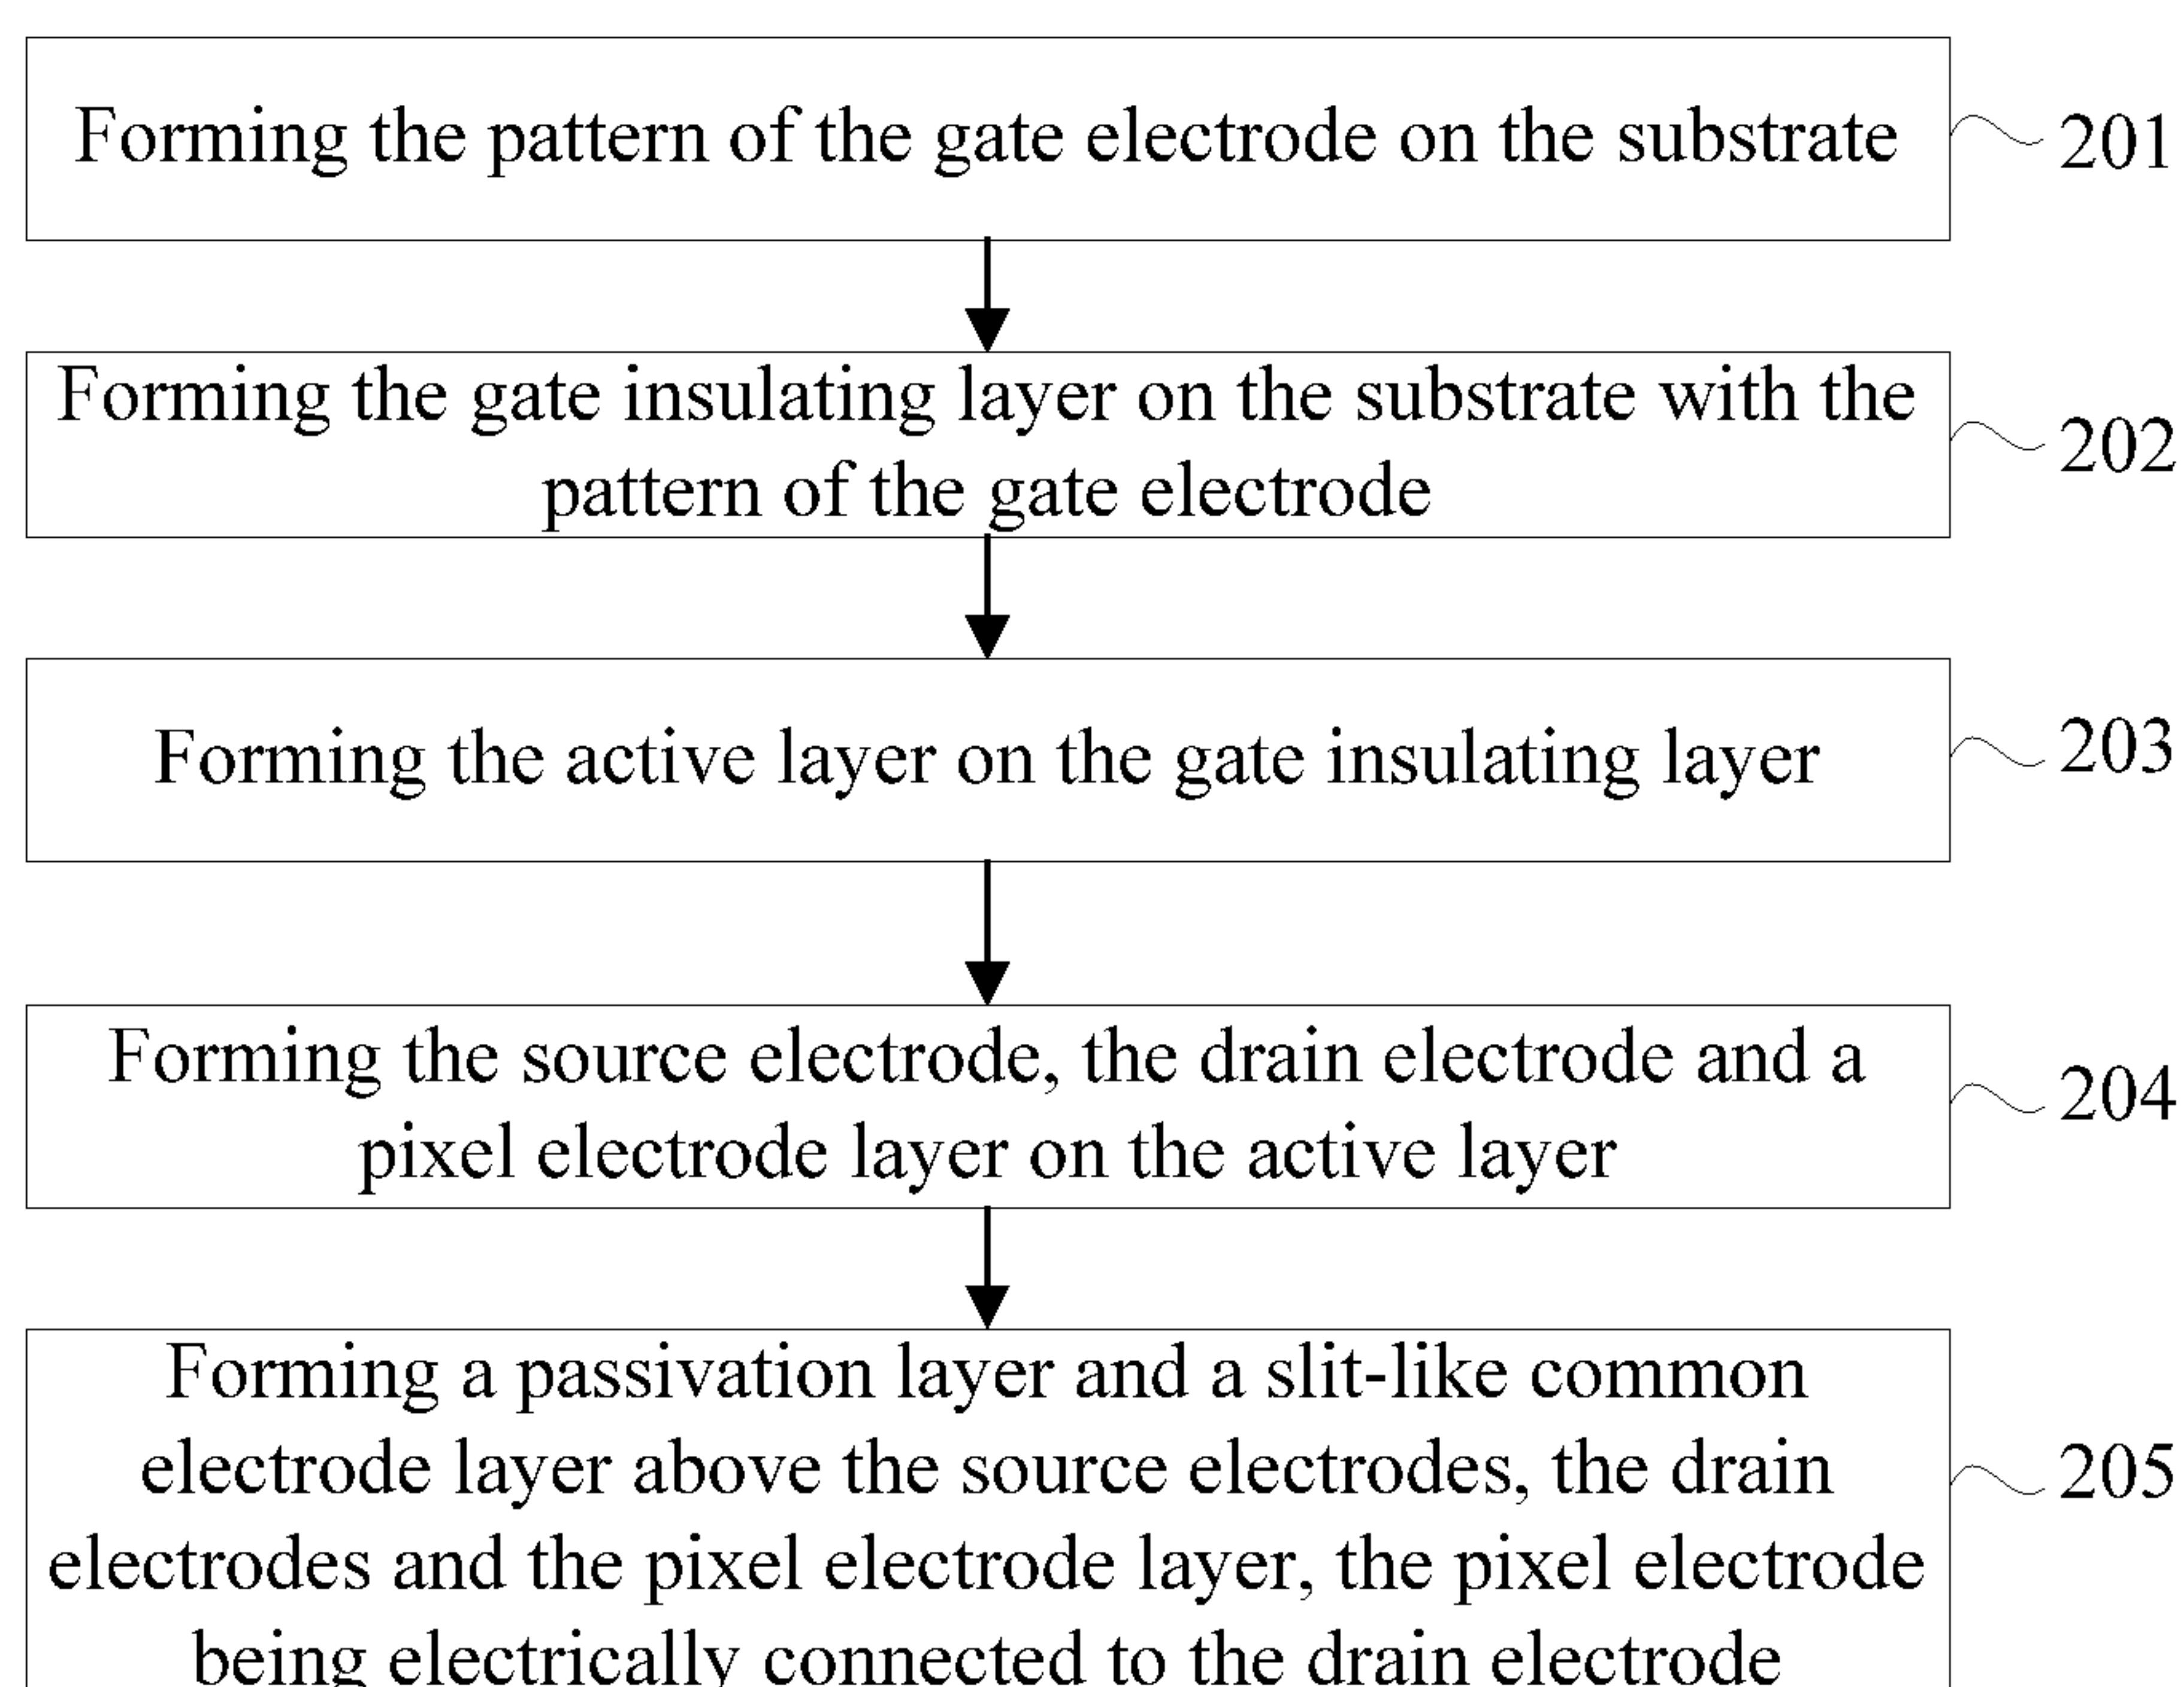 Forming the pattern of the gate electrode on the substrate
201
Forming the gate insulating layer on the substrate with the
pattern of the gate electrode
202
Forming the active layer on the gate insulating layer
203
Forming the source electrode, the drain electrode and a
pixel electrode layer on the active layer
204
Forming a passivation layer and a slit-like common
electrode layer above the source electrodes, the drain
electrodes and the pixel electrode layer, the pixel electrode
being electrically connected to the drain electrode
205